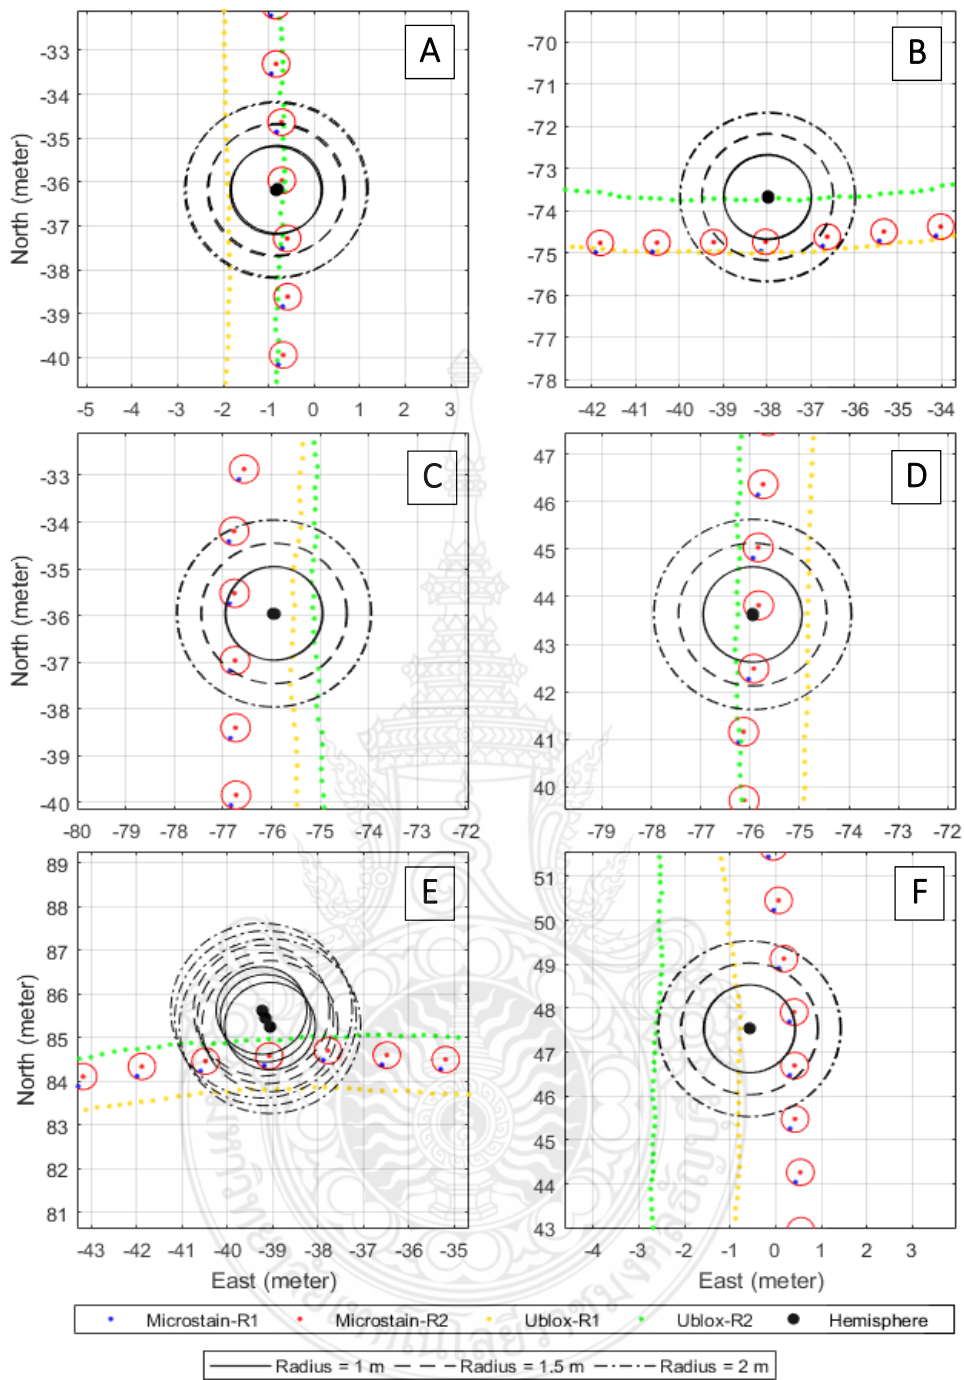 A
B
-33
-34
-35
-36
-37
-38
-39
-40
North (meter)
-5 -4 -3 -2 -1 0 1 2 3
-70
-71
-72
-73
-74
-75
-76
-77
-78
-42 -41 -40 -39 -38 -37 -36 -35 -34
C
D
-33
-34
-35
-36
-37
-38
-39
-40
North (meter)
-80 -79 -78 -77 -76 -75 -74 -73 -72
47
46
45
44
43
42
41
40
-79 -78 -77 -76 -75 -74 -73 -72
E
F
89
88
87
86
85
84
83
82
81
North (meter)
-43 -42 -41 -40 -39 -38 -37 -36 -35
East (meter)
51
50
49
48
47
46
45
44
43
-4 -3 -2 -1 0 1 2 3
East (meter)
Microstain-R1 Microstain-R2 Ublox-R1 Ublox-R2 Hemisphere
Radius = 1 m Radius = 1.5 m Radius = 2 m